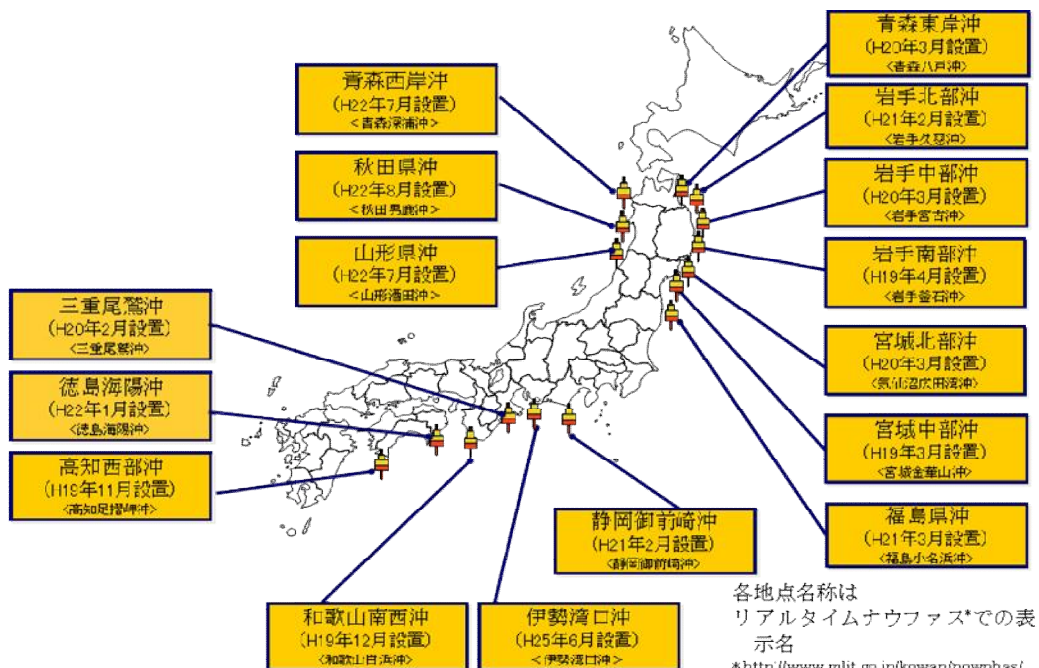 青森東岸沖
(H20年3月設置)
<青森八戸沖>
青森西岸沖
(H22年7月設置)
<青森深浦沖>
岩手北部沖
(H21年2月設置)
<岩手久慈沖>
秋田県沖
(H22年8月設置)
<秋田男鹿沖>
岩手中部沖
(H20年3月設置)
<岩手宮古沖>
山形県沖
(H22年7月設置)
<山形酒田沖>
岩手南部沖
(H19年4月設置)
<岩手釜石沖>
三重尾鷲沖
(H20年2月設置)
<三重尾鷲沖>
宮城北部沖
(H20年3月設置)
<気仙沼広田湾沖>
徳島海陽沖
(H22年1月設置)
<徳島海陽沖>
宮城中部沖
(H19年3月設置)
<宮城金華山沖>
高知西部沖
(H19年11月設置)
<高知足摺岬沖>
福島県沖
(H21年3月設置)
<福島小名浜沖>
静岡御前崎沖
(H21年2月設置)
<静岡御前崎沖>
和歌山南西沖
(H19年12月設置)
<和歌山白浜沖>
伊勢湾口沖
(H25年6月設置)
<伊勢湾口沖>
各地点名称は
リアルタイムナウファス*での表
示名
*http://www.mlit.go.jp/kowan/nowphas/